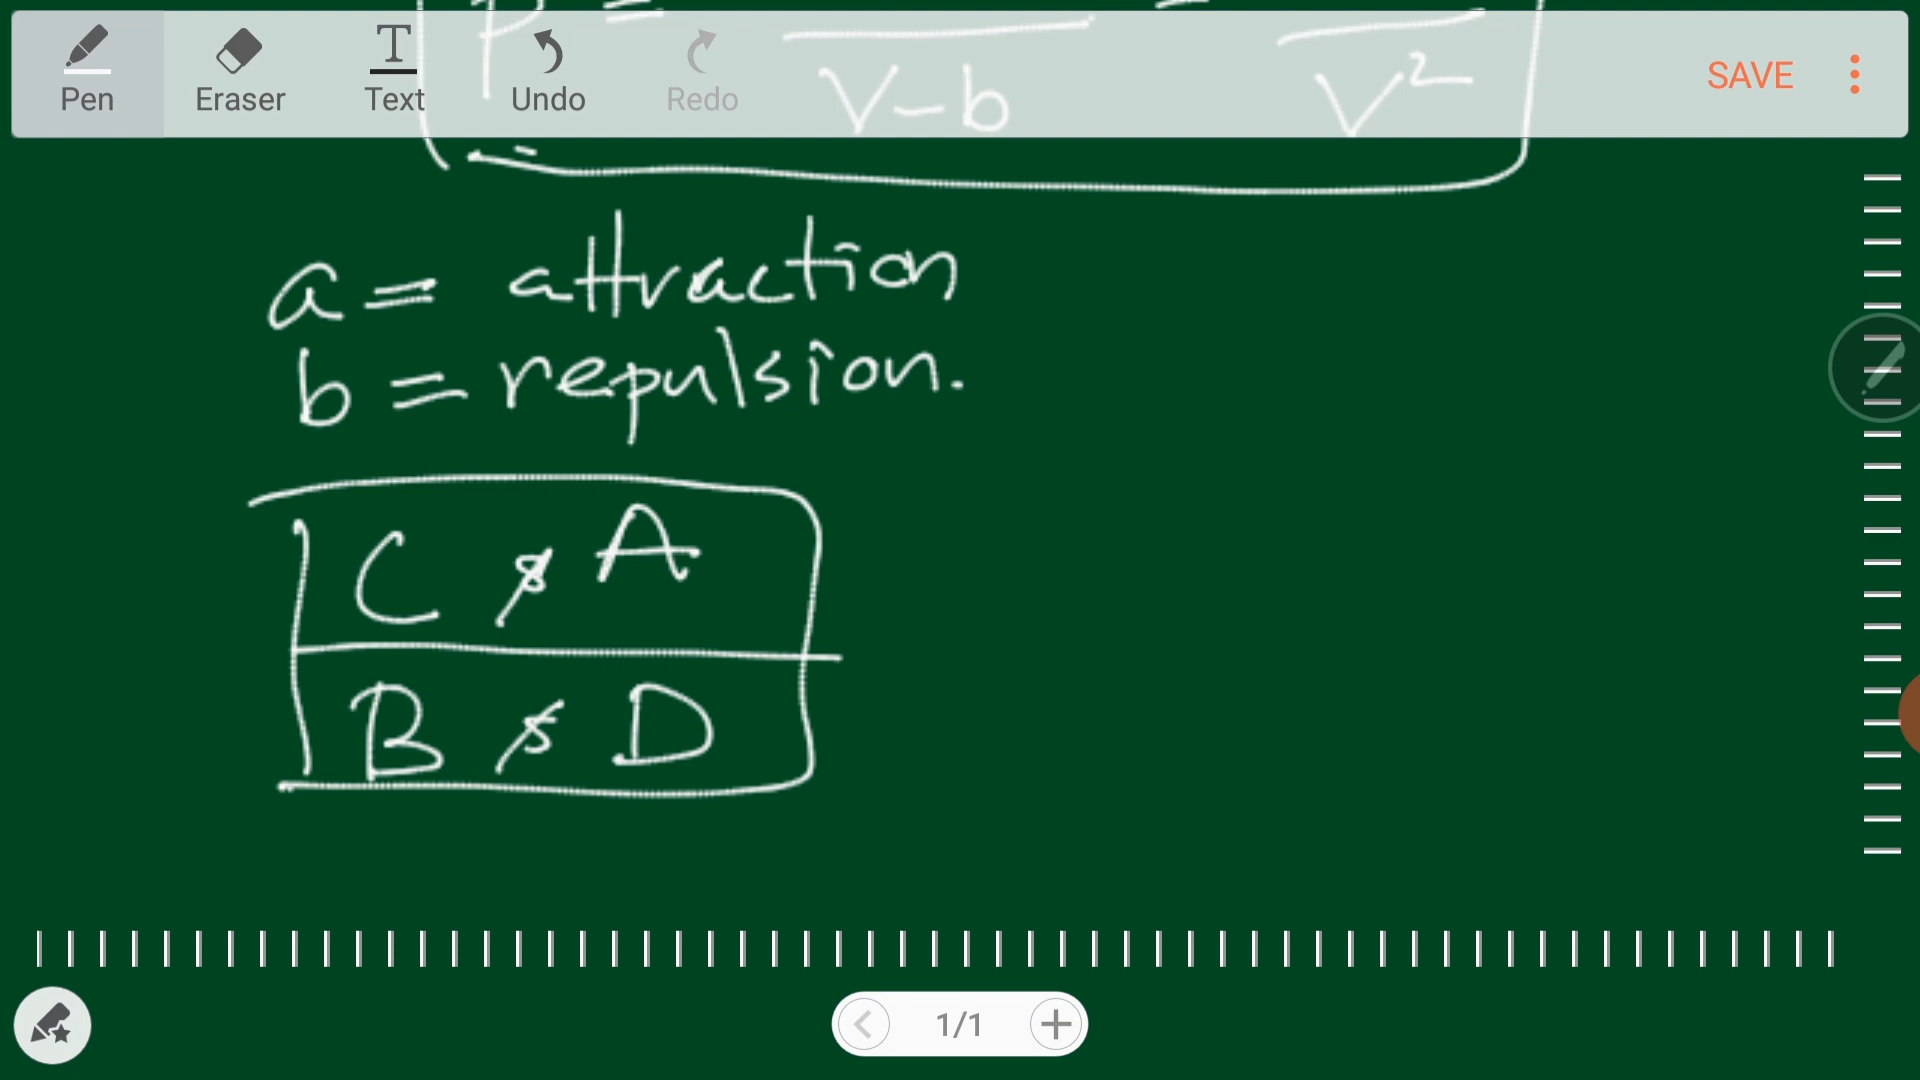 p = =
v-b v²
Pen Eraser Text Undo Redo SAVE
a = attraction
b = repulsion.
C & A
B & D
1/1